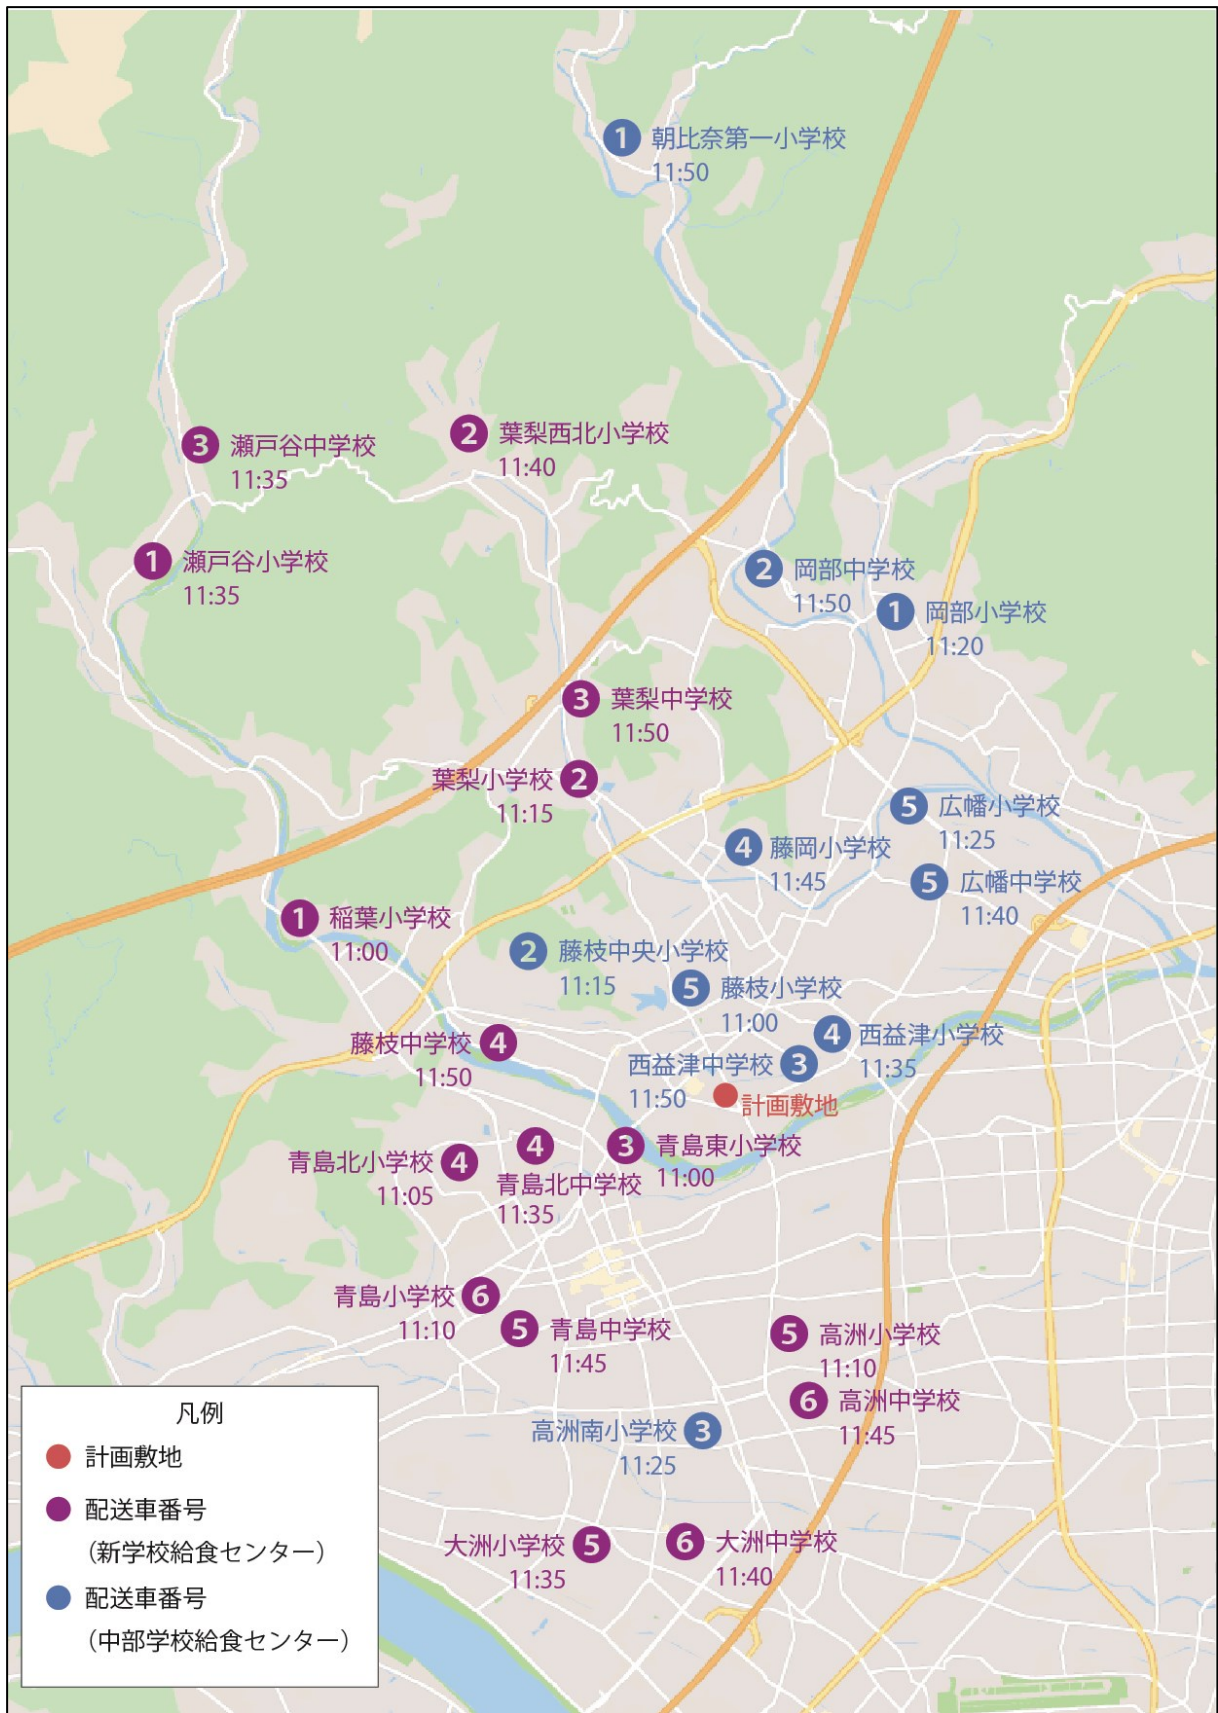 1 朝比奈第一小学校
11:50
3 瀬戸谷中学校
11:35
2 葉梨西北小学校
11:40
1 瀬戸谷小学校
11:35
2 岡部中学校
11:50
1 岡部小学校
11:20
3 葉梨中学校
11:50
葉梨小学校 2
11:15
5 広幡小学校
11:25
4 藤岡小学校
11:45
5 広幡中学校
11:40
1 稲葉小学校
11:00
2 藤枝中央小学校
11:15
5 藤枝小学校
11:00
藤枝中学校 4
11:50
4 西益津小学校
11:35
西益津中学校 3
11:50
計画敷地
青島北小学校 4
11:05
4
青島北中学校
11:35
3 青島東小学校
11:00
青島小学校 6
11:10
5 青島中学校
11:45
5 高洲小学校
11:10
6 高洲中学校
11:45
高洲南小学校 3
11:25
大洲小学校 5
11:35
6 大洲中学校
11:40
凡例
計画敷地
配送車番号
（新学校給食センター）
配送車番号
（中部学校給食センター）